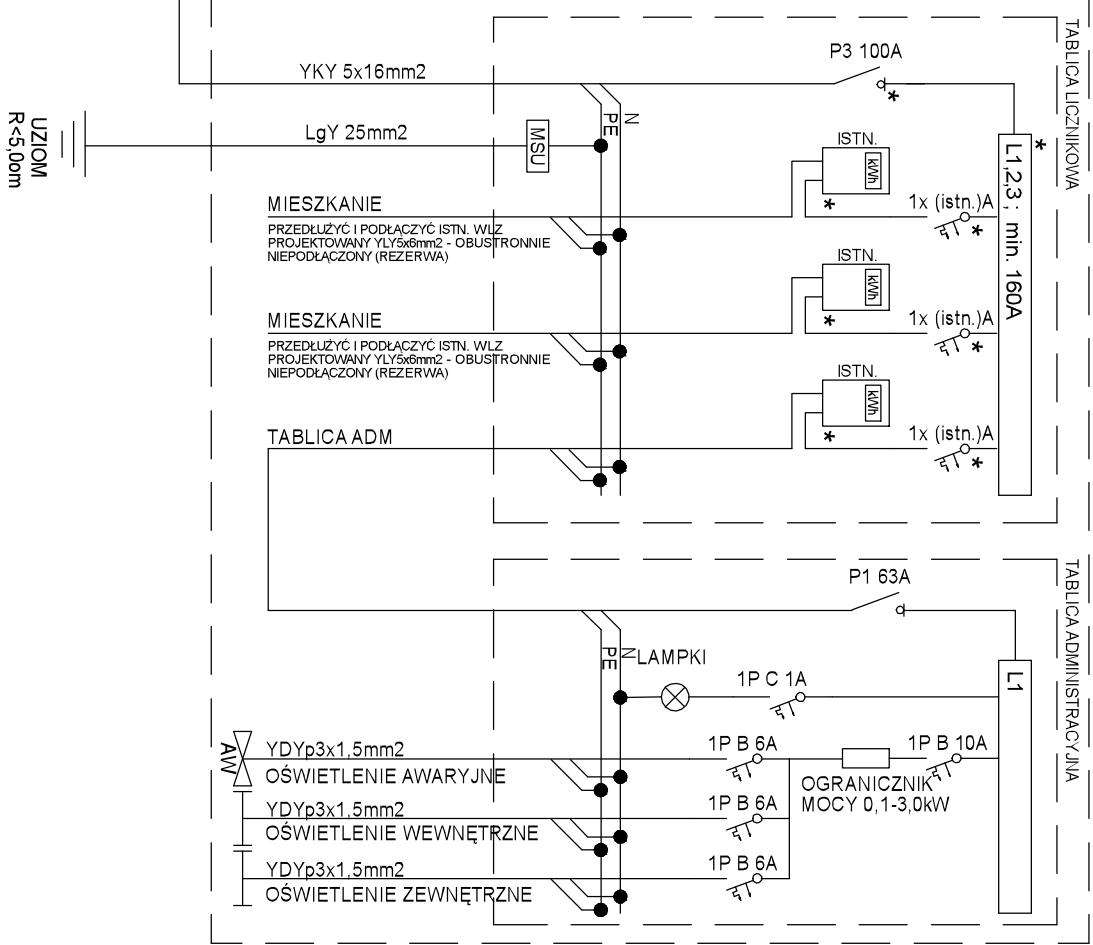 TABLICA LICZNIKOWA
P3 100A
*
YKY 5x16mm2
N
PE
LgY 25mm2
MSU
UZIOM
R<5,0om
L1,2,3 ; min. 160A
*
ISTN.
kWh
*
1x (istn.)A
*
MIESZKANIE
PRZEDŁUŻYĆ I PODŁĄCZYĆ ISTN. WLZ
PROJEKTOWANY YLY5x6mm2 - OBUSTRONNIE
NIEPODŁĄCZONY (REZERWA)
ISTN.
kWh
*
1x (istn.)A
*
MIESZKANIE
PRZEDŁUŻYĆ I PODŁĄCZYĆ ISTN. WLZ
PROJEKTOWANY YLY5x6mm2 - OBUSTRONNIE
NIEPODŁĄCZONY (REZERWA)
ISTN.
kWh
*
1x (istn.)A
*
TABLICA ADM
TABLICA ADMINISTRACYJNA
P1 63A
N
PE
LAMPKI
1P C 1A
L1
AW
YDYp3x1,5mm2
OŚWIETLENIE AWARYJNE
1P B 6A
OGRANICZNIK
MOCY 0,1-3,0kW
1P B 10A
YDYp3x1,5mm2
OŚWIETLENIE WEWNĘTRZNE
1P B 6A
YDYp3x1,5mm2
OŚWIETLENIE ZEWNĘTRZNE
1P B 6A